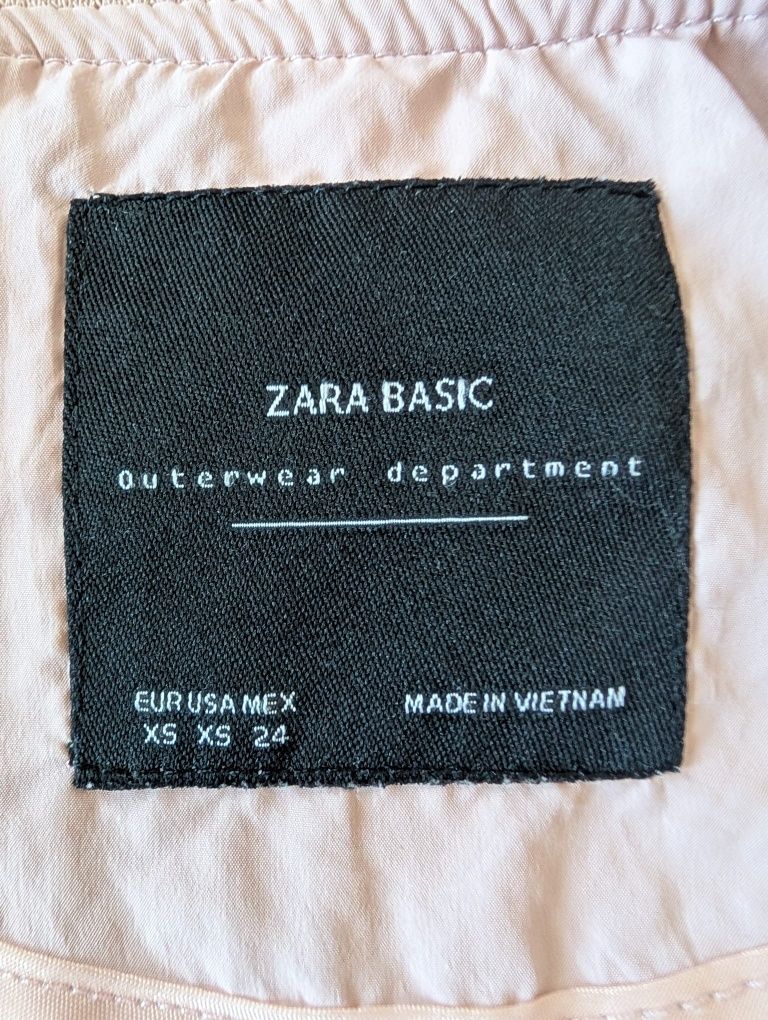 ZARA BASIC
Outerwear department
EUR USA MEX
XS XS 24
MADE IN VIETNAM